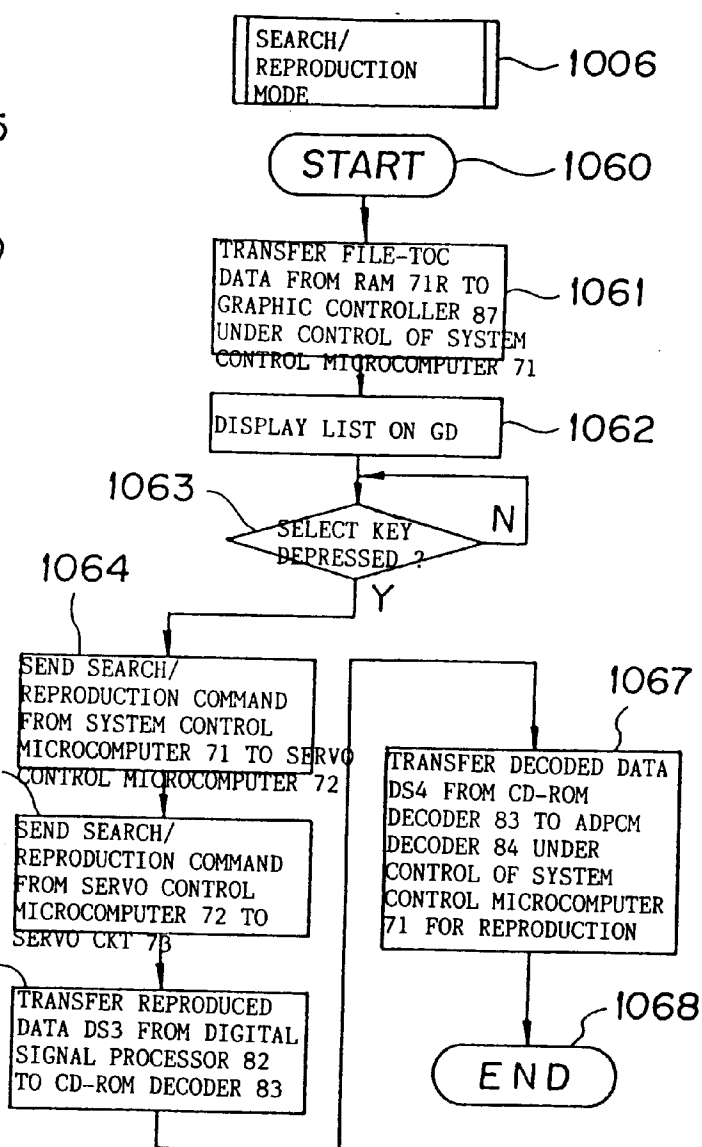 SEARCH/
REPRODUCTION
MODE
1006
START
1060
TRANSFER FILE-TOC
DATA FROM RAM 71R TO
GRAPHIC CONTROLLER 87
UNDER CONTROL OF SYSTEM
CONTROL MICROCOMPUTER 71
1061
DISPLAY LIST ON GD
1062
1063
SELECT KEY
DEPRESSED ?
N
Y
1064
SEND SEARCH/
REPRODUCTION COMMAND
FROM SYSTEM CONTROL
MICROCOMPUTER 71 TO SERVO
CONTROL MICROCOMPUTER 72
SEND SEARCH/
REPRODUCTION COMMAND
FROM SERVO CONTROL
MICROCOMPUTER 72 TO
SERVO CKT 73
TRANSFER REPRODUCED
DATA DS3 FROM DIGITAL
SIGNAL PROCESSOR 82
TO CD-ROM DECODER 83
1067
TRANSFER DECODED DATA
DS4 FROM CD-ROM
DECODER 83 TO ADPCM
DECODER 84 UNDER
CONTROL OF SYSTEM
CONTROL MICROCOMPUTER
71 FOR REPRODUCTION
1068
END